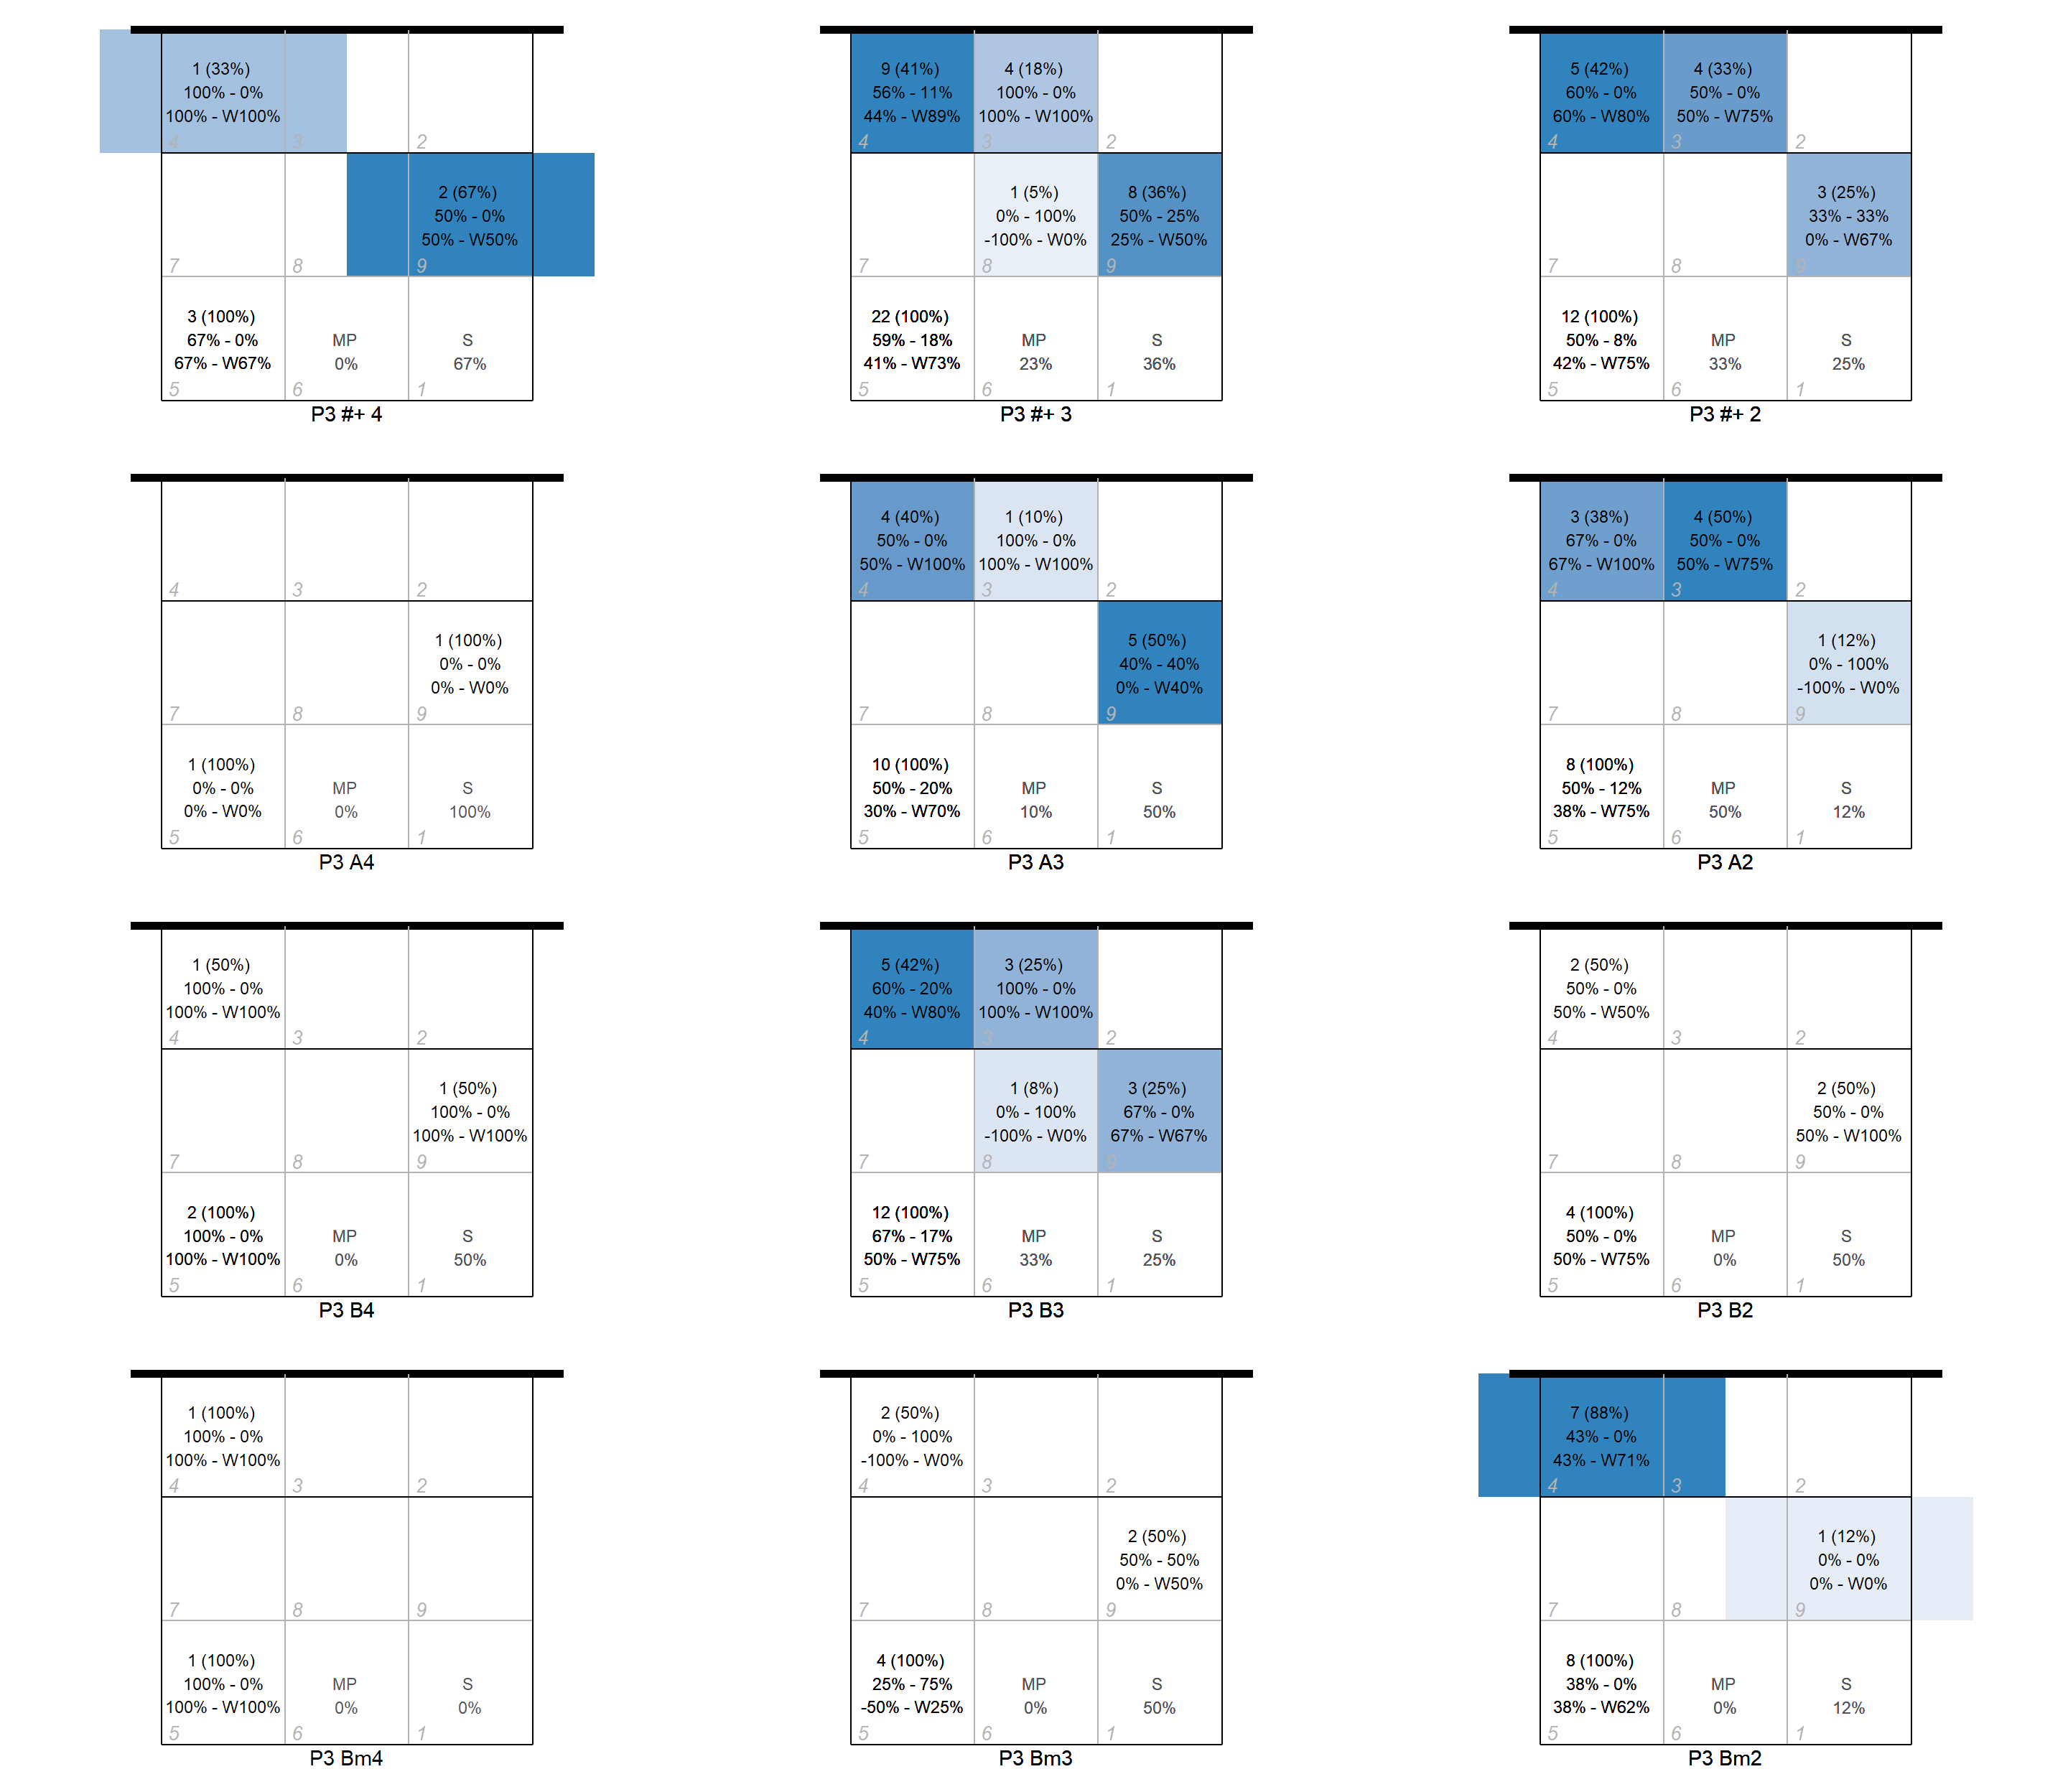 1 (33%)
100% - 0%
100% - W100%
4
3
2
2 (67%)
50% - 0%
50% - W50%
7
8
9
3 (100%)
67% - 0%
67% - W67%
MP
0%
S
67%
5
6
1
P3 #+ 4
9 (41%)
56% - 11%
44% - W89%
4 (18%)
100% - 0%
100% - W100%
4
3
2
1 (5%)
0% - 100%
-100% - W0%
8 (36%)
50% - 25%
25% - W50%
7
8
9
22 (100%)
59% - 18%
41% - W73%
MP
23%
S
36%
5
6
1
P3 #+ 3
5 (42%)
60% - 0%
60% - W80%
4 (33%)
50% - 0%
50% - W75%
4
3
2
3 (25%)
33% - 33%
0% - W67%
7
8
9
12 (100%)
50% - 8%
42% - W75%
MP
33%
S
25%
5
6
1
P3 #+ 2
4
3
2
1 (100%)
0% - 0%
0% - W0%
7
8
9
1 (100%)
0% - 0%
0% - W0%
MP
0%
S
100%
5
6
1
P3 A4
4 (40%)
50% - 0%
50% - W100%
1 (10%)
100% - 0%
100% - W100%
4
3
2
5 (50%)
40% - 40%
0% - W40%
7
8
9
10 (100%)
50% - 20%
30% - W70%
MP
10%
S
50%
5
6
1
P3 A3
3 (38%)
67% - 0%
67% - W100%
4 (50%)
50% - 0%
50% - W75%
4
3
2
1 (12%)
0% - 100%
-100% - W0%
7
8
9
8 (100%)
50% - 12%
38% - W75%
MP
50%
S
12%
5
6
1
P3 A2
1 (50%)
100% - 0%
100% - W100%
4
3
2
1 (50%)
100% - 0%
100% - W100%
7
8
9
2 (100%)
100% - 0%
100% - W100%
MP
0%
S
50%
5
6
1
P3 B4
5 (42%)
60% - 20%
40% - W80%
3 (25%)
100% - 0%
100% - W100%
4
3
2
1 (8%)
0% - 100%
-100% - W0%
3 (25%)
67% - 0%
67% - W67%
7
8
9
12 (100%)
67% - 17%
50% - W75%
MP
33%
S
25%
5
6
1
P3 B3
2 (50%)
50% - 0%
50% - W50%
4
3
2
2 (50%)
50% - 0%
50% - W100%
7
8
9
4 (100%)
50% - 0%
50% - W75%
MP
0%
S
50%
5
6
1
P3 B2
1 (100%)
100% - 0%
100% - W100%
4
3
2
7
8
9
1 (100%)
100% - 0%
100% - W100%
MP
0%
S
0%
5
6
1
P3 Bm4
2 (50%)
0% - 100%
-100% - W0%
4
3
2
2 (50%)
50% - 50%
0% - W50%
7
8
9
4 (100%)
25% - 75%
-50% - W25%
MP
0%
S
50%
5
6
1
P3 Bm3
7 (88%)
43% - 0%
43% - W71%
4
3
2
1 (12%)
0% - 0%
0% - W0%
7
8
9
8 (100%)
38% - 0%
38% - W62%
MP
0%
S
12%
5
6
1
P3 Bm2